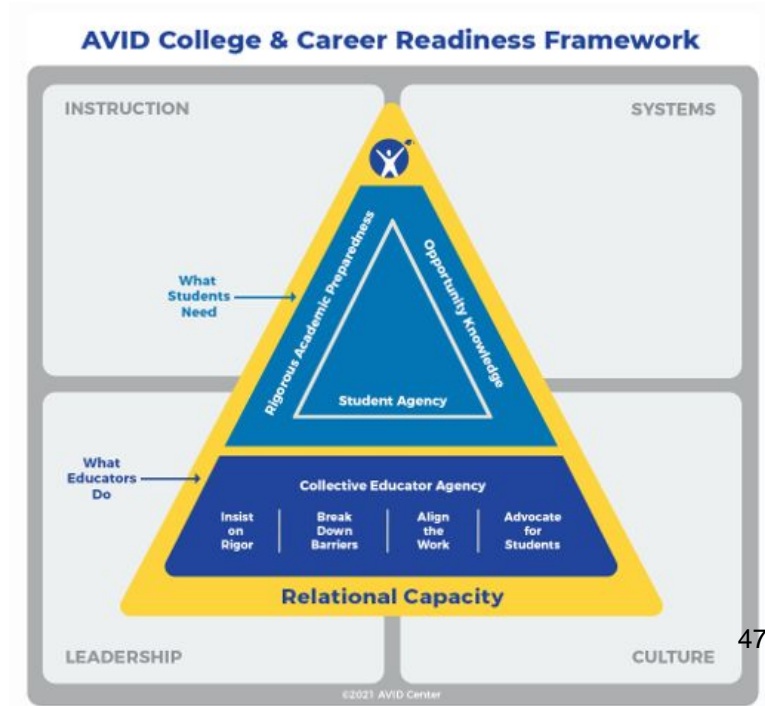 AVID College & Career Readiness Framework
INSTRUCTION
SYSTEMS
Rigorous Academic Preparedness
Opportunity Knowledge
What
Students
Need
Student Agency
What
Educators
Do
Collective Educator Agency
Insist
on
Rigor
Break
Down
Barriers
Align
the
Work
Advocate
for
Students
Relational Capacity
47
LEADERSHIP
CULTURE
©2021 AVID Center